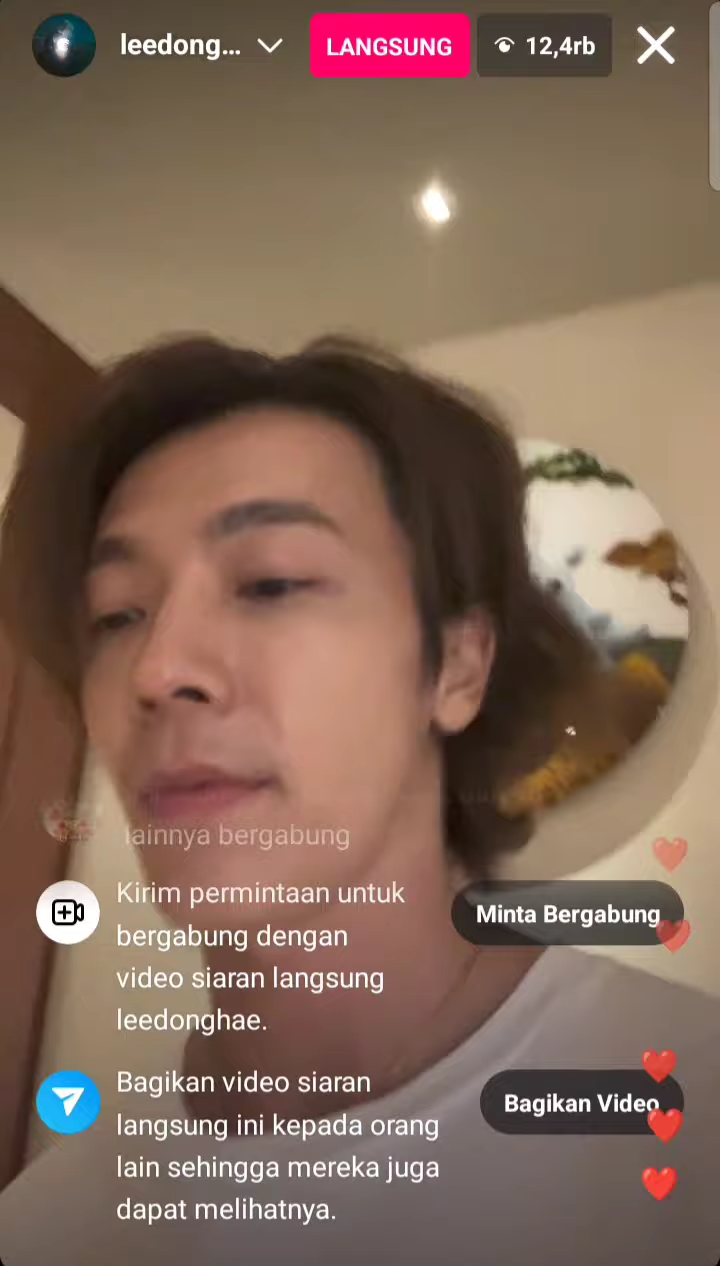 leedong...
LANGSUNG
12,4rb
lainnya bergabung
Kirim permintaan untuk
bergabung dengan
video siaran langsung
leedonghae.
Minta Bergabung
Bagikan video siaran
langsung ini kepada orang
lain sehingga mereka juga
dapat melihatnya.
Bagikan Video